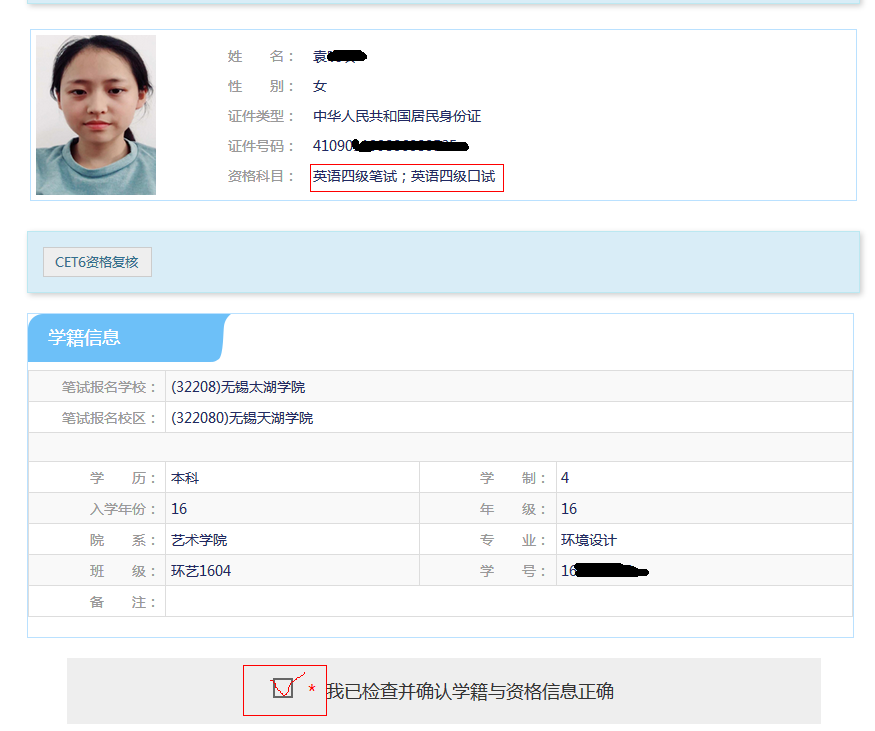 姓 名： 袁
性 别： 女
证件类型： 中华人民共和国居民身份证
证件号码： 41090
资格科目： 英语四级笔试；英语四级口试
CET6资格复核
学籍信息
笔试报名学校： (32208)无锡太湖学院
笔试报名校区： (322080)无锡天湖学院
学 历： 本科 学 制： 4
入学年份： 16 年 级： 16
院 系： 艺术学院 专 业： 环境设计
班 级： 环艺1604 学 号： 16
备 注：
* 我已检查并确认学籍与资格信息正确